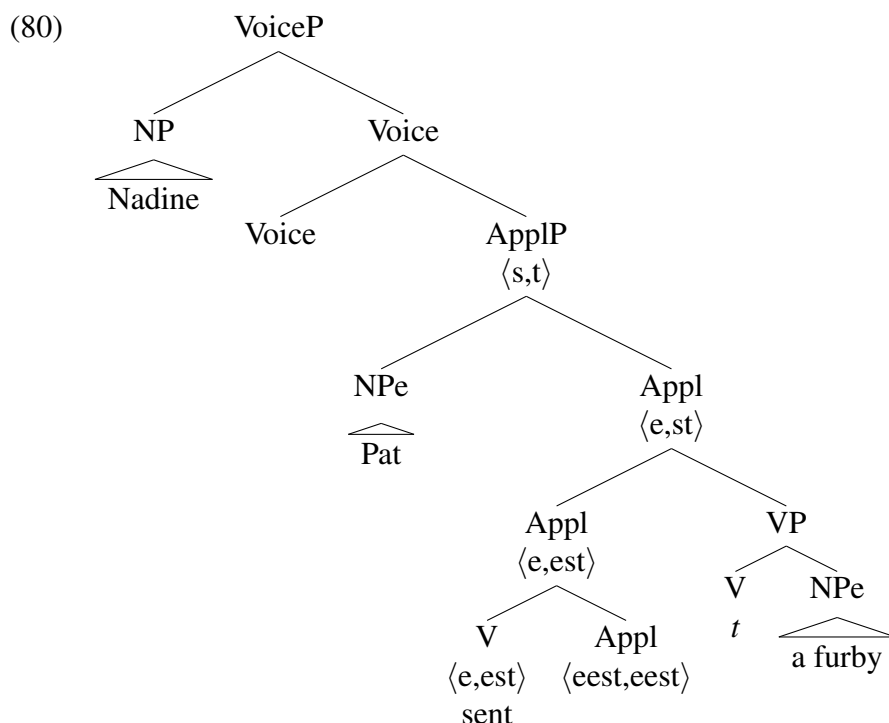 (80) VoiceP
NP Voice
Nadine
Voice ApplP
⟨s,t⟩
NPe Appl
⟨e,st⟩
Pat
Appl VP
⟨e,est⟩
V NPe
t
a furby
V Appl
⟨e,est⟩ ⟨eest,eest⟩
sent